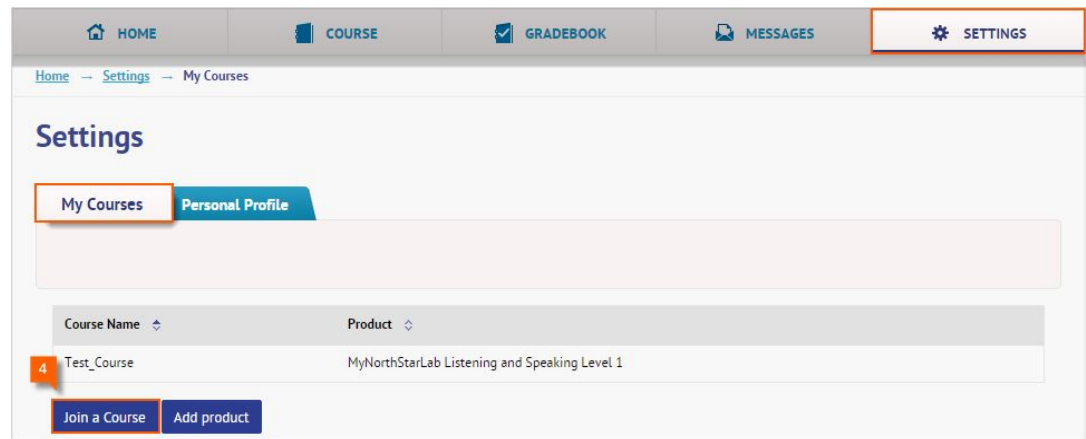 HOME COURSE GRADEBOOK MESSAGES SETTINGS
Home → Settings → My Courses
Settings
My Courses Personal Profile
Course Name Product
Test_Course MyNorthStarLab Listening and Speaking Level 1
4
Join a Course Add product